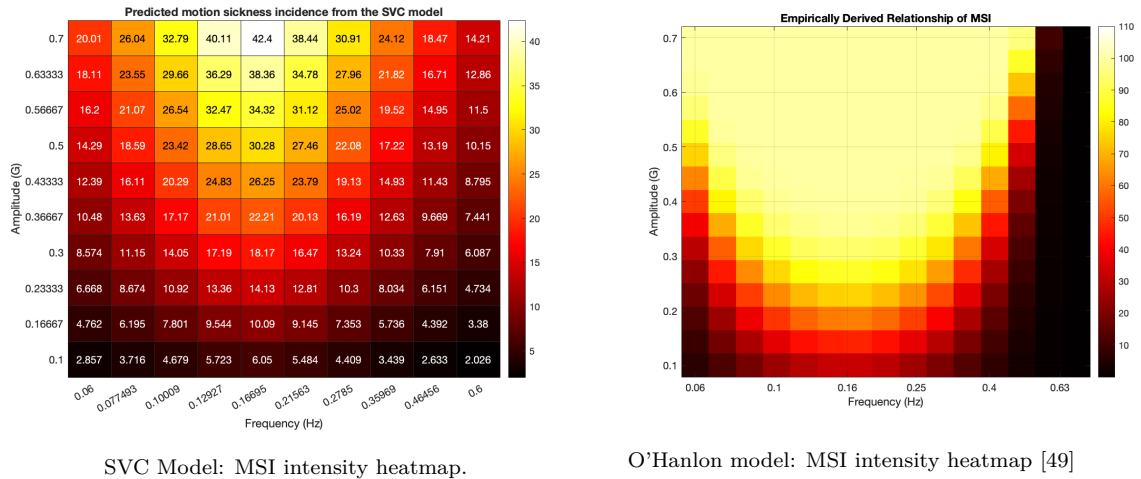 Predicted motion sickness incidence from the SVC model
0.7 20.01 26.04 32.79 40.11 42.4 38.44 30.91 24.12 18.47 14.21
0.63333 18.11 23.55 29.66 36.29 38.36 34.78 27.96 21.82 16.71 12.86
0.56667 16.2 21.07 26.54 32.47 34.32 31.12 25.02 19.52 14.95 11.5
0.5 14.29 18.59 23.42 28.65 30.28 27.46 22.08 17.22 13.19 10.15
0.43333 12.39 16.11 20.29 24.83 26.25 23.79 19.13 14.93 11.43 8.795
0.36667 10.48 13.63 17.17 21.01 22.21 20.13 16.19 12.63 9.669 7.441
0.3 8.574 11.15 14.05 17.19 18.17 16.47 13.24 10.33 7.91 6.087
0.23333 6.668 8.674 10.92 13.36 14.13 12.81 10.3 8.034 6.151 4.734
0.16667 4.762 6.195 7.801 9.544 10.09 9.145 7.353 5.736 4.392 3.38
0.1 2.857 3.716 4.679 5.723 6.05 5.484 4.409 3.439 2.633 2.026
Amplitude (G)
0.06 0.077493 0.10009 0.12927 0.16695 0.21563 0.2785 0.35969 0.46456 0.6
Frequency (Hz)
40
35
30
25
20
15
10
5
SVC Model: MSI intensity heatmap.
Empirically Derived Relationship of MSI
0.7
0.6
0.5
0.4
0.3
0.2
0.1
Amplitude (G)
0.06 0.1 0.16 0.25 0.4 0.63
Frequency (Hz)
110
100
90
80
70
60
50
40
30
20
10
O'Hanlon model: MSI intensity heatmap [49]